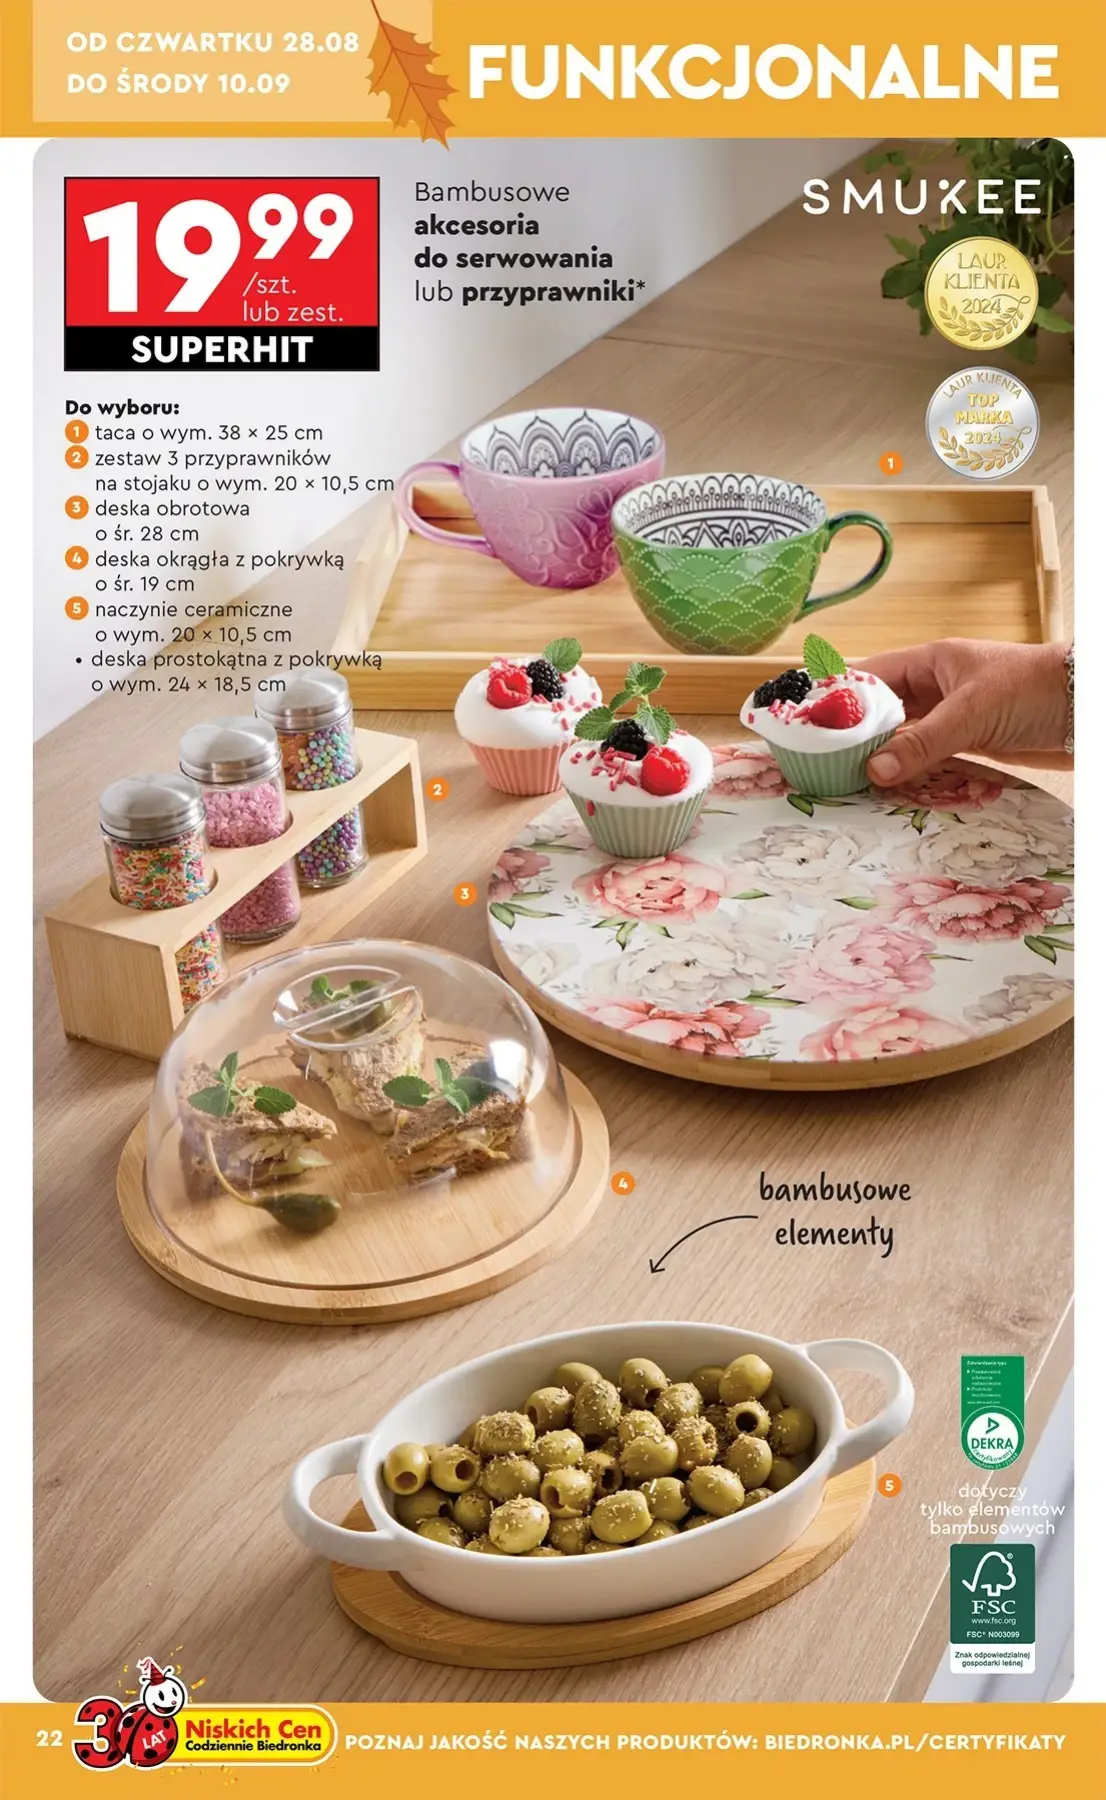 OD CZWARTKU 28.08
DO ŚRODY 10.09
FUNKCJONALNE
19 99
/szt.
lub zest.
SUPERHIT
Bambusowe
akcesoria
do serwowania
lub przyprawniki*
SMUKEE
LAUR
KLIENTA
2024
LAUR KLIENTA
TOP
MARKA
2024
Do wyboru:
1 taca o wym. 38 × 25 cm
2 zestaw 3 przyprawników
na stojaku o wym. 20 × 10,5 cm
3 deska obrotowa
o śr. 28 cm
4 deska okrągła z pokrywką
o śr. 19 cm
5 naczynie ceramiczne
o wym. 20 × 10,5 cm
• deska prostokątna z pokrywką
o wym. 24 × 18,5 cm
1
2
3
4
bambusowe
elementy
5
DEKRA
dotyczy
tylko elementów
bambusowych
FSC
www.fsc.org
FSC® N003099
Znak odpowiedzialnej
gospodarki leśnej
22
30 LAT
Niskich Cen
Codziennie Biedronka
POZNAJ JAKOŚĆ NASZYCH PRODUKTÓW: BIEDRONKA.PL/CERTYFIKATY